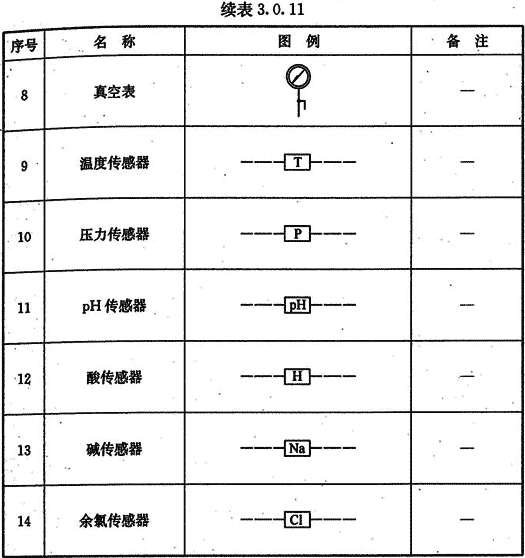 续表3.0.11
序号 名 称 图 例 备 注
8 真空表 —
9 温度传感器 T —
10 压力传感器 P —
11 pH 传感器 pH —
12 酸传感器 H —
13 碱传感器 Na —
14 余氯传感器 Cl —